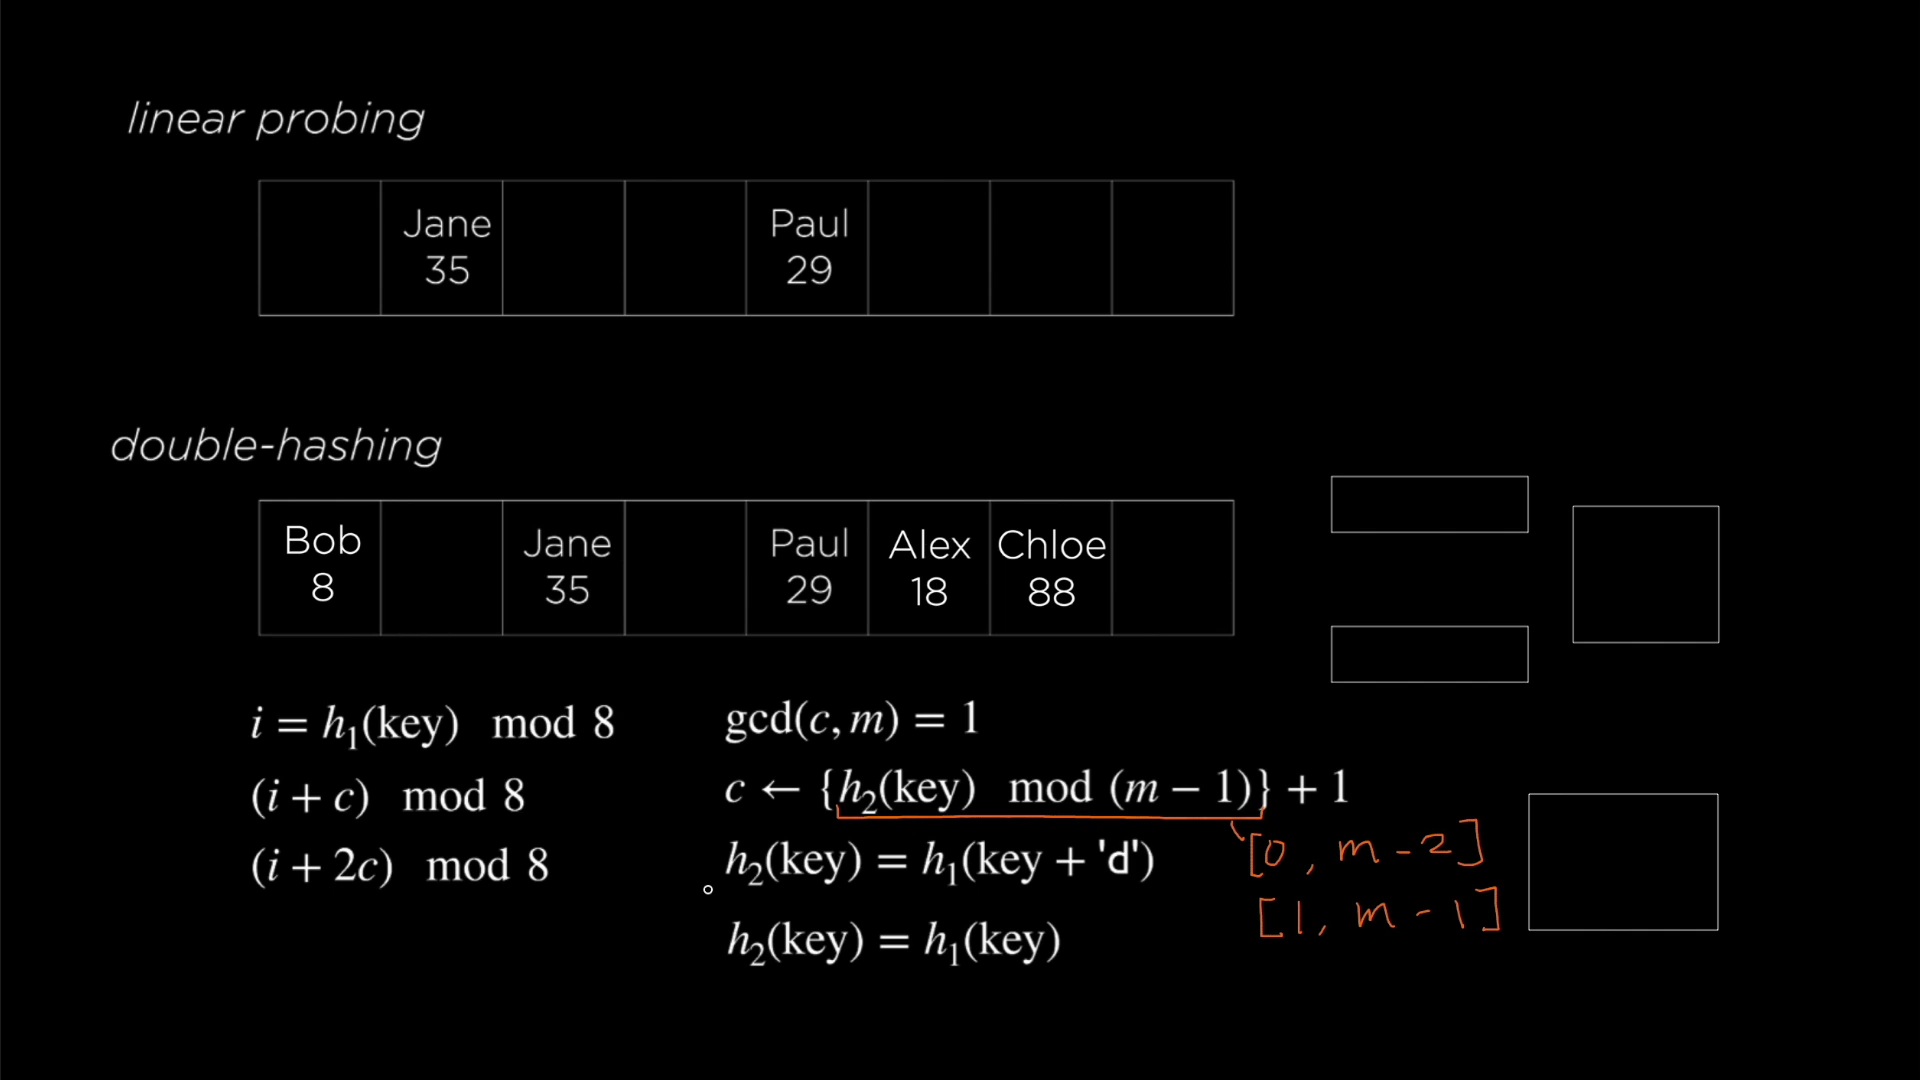 linear probing
Jane Paul
35 29
double-hashing
Bob Jane Paul Alex Chloe
8 35 29 18 88
i = h₁(key) mod 8
(i + c) mod 8
(i + 2c) mod 8
gcd(c, m) = 1
c ← {h₂(key) mod (m − 1)} + 1
h₂(key) = h₁(key + 'd')
h₂(key) = h₁(key)
[0, m - 2]
[1, m - 1]